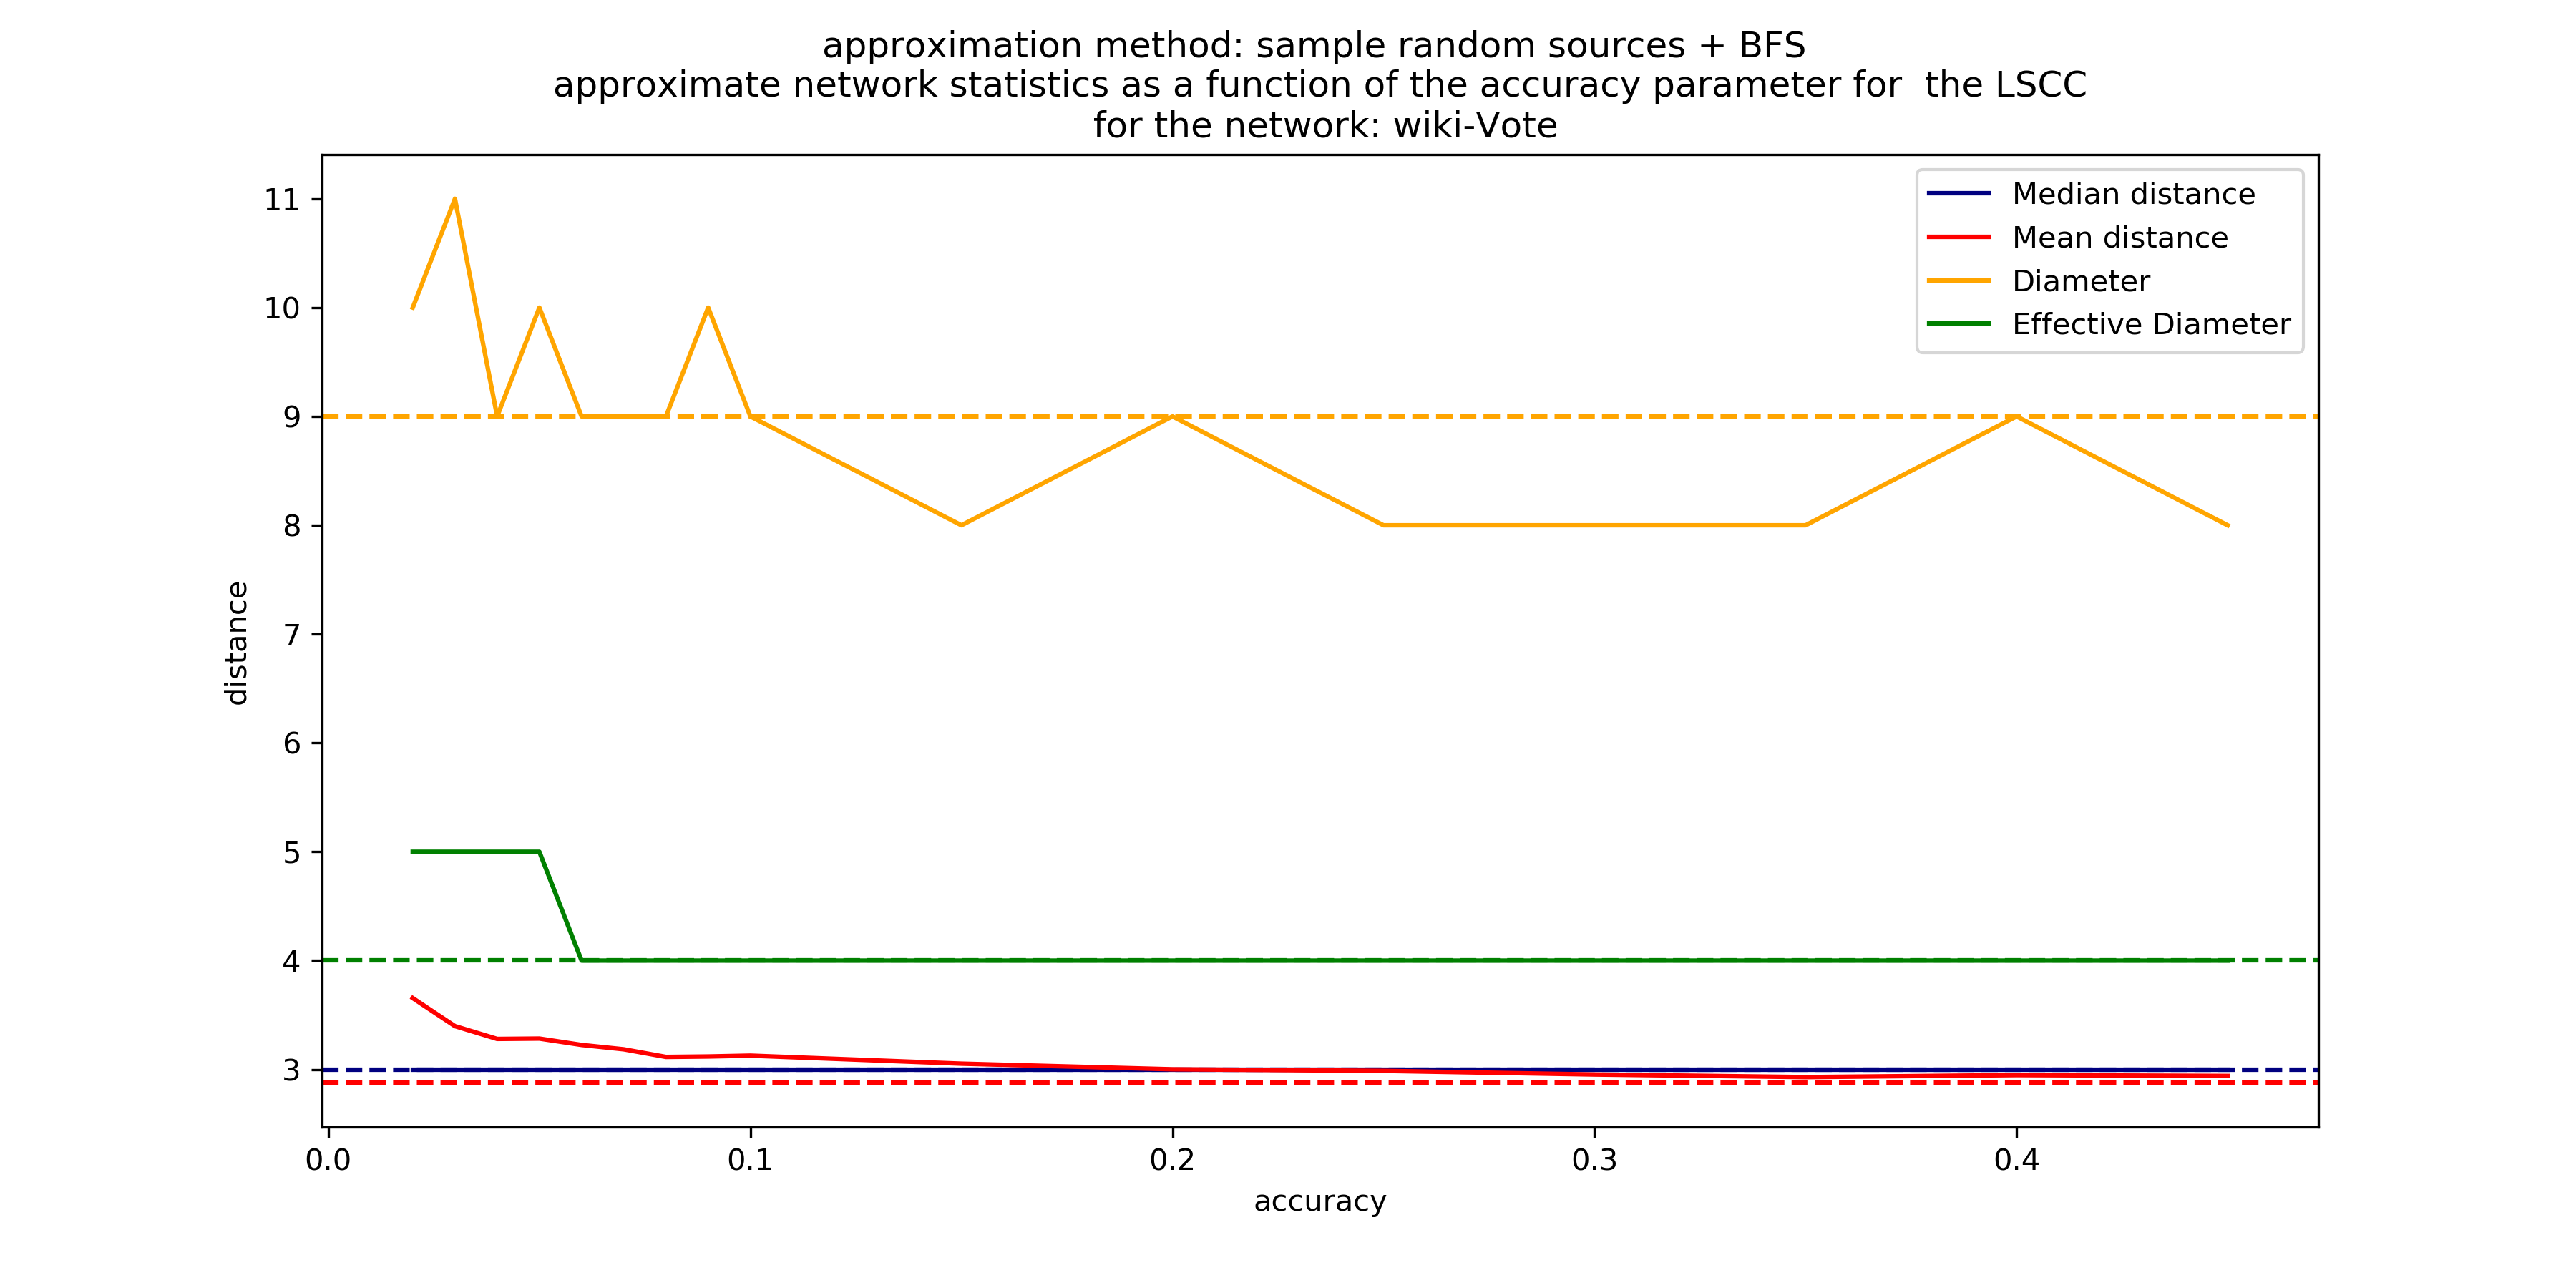 approximation method: sample random sources + BFS
approximate network statistics as a function of the accuracy parameter for  the LSCC
for the network: wiki-Vote
11
10
9
8
7
6
5
4
3
distance
Median distance
Mean distance
Diameter
Effective Diameter
0.0 0.1 0.2 0.3 0.4
accuracy